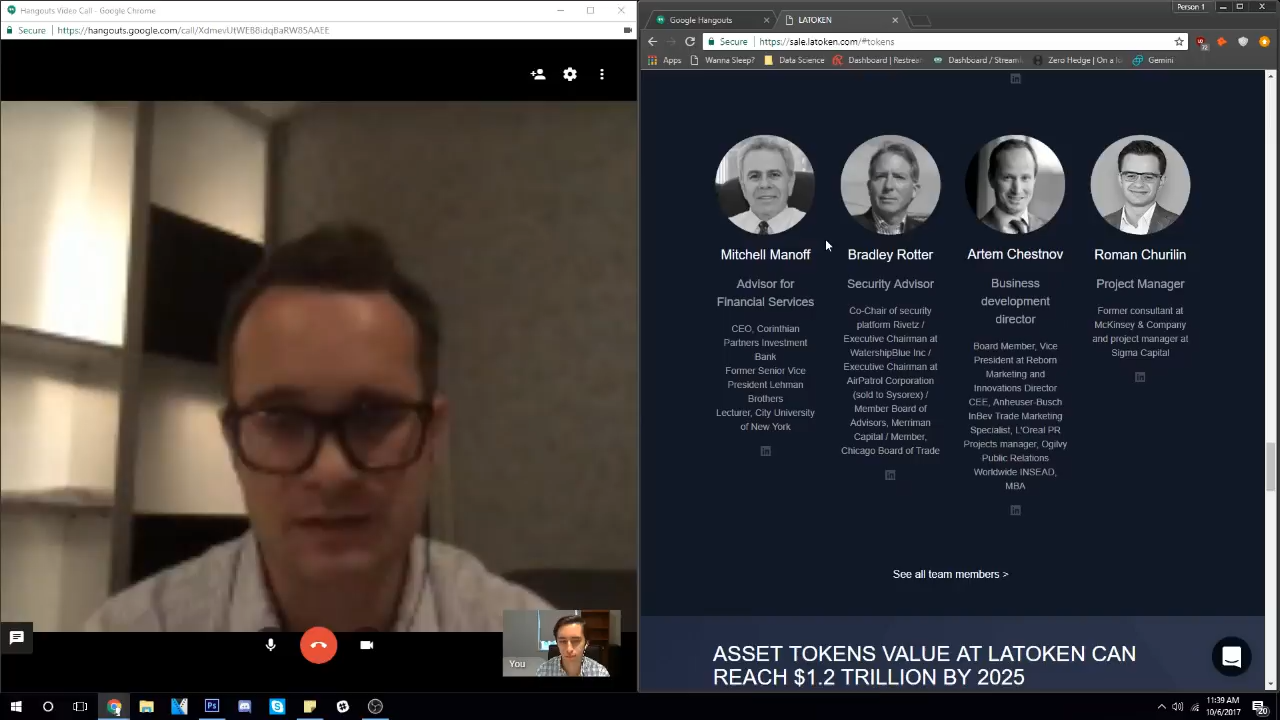 Hangouts Video Call - Google Chrome
Secure
You
Person 1
Google Hangouts
LATOKEN
Secure
https://sale.latoken.com/#tokens
Apps
Wanna Sleep?
Data Science
Dashboard | Restrea
Dashboard / Streaml
Zero Hedge | On a lo
Gemini
Mitchell Manoff
Advisor for
Financial Services
CEO, Corinthian
Partners Investment
Bank
Former Senior Vice
President Lehman
Brothers
Lecturer, City University
of New York
Bradley Rotter
Security Advisor
Co-Chair of security
platform Rivetz /
Executive Chairman at
WatershipBlue Inc /
Executive Chairman at
AirPatrol Corporation
(sold to Sysorex) /
Member Board of
Advisors, Merriman
Capital / Member,
Chicago Board of Trade
Artem Chestnov
Business
development
director
Board Member, Vice
President at Reborn
Marketing and
Innovations Director
CEE, Anheuser-Busch
InBev Trade Marketing
Specialist, L'Oreal PR
Projects manager, Ogilvy
Public Relations
Worldwide INSEAD,
MBA
Roman Churilin
Project Manager
Former consultant at
McKinsey & Company
and project manager at
Sigma Capital
See all team members >
ASSET TOKENS VALUE AT LATOKEN CAN
REACH $1.2 TRILLION BY 2025
11:39 AM
10/6/2017
20